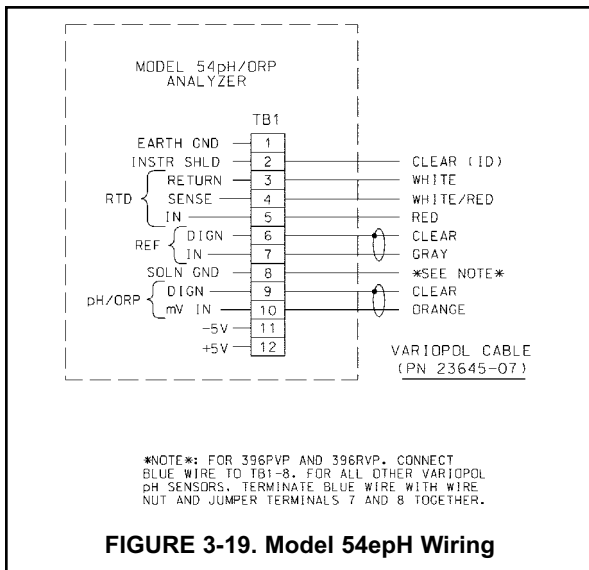 MODEL 54pH/ORP
ANALYZER
TB1
EARTH GND 1
INSTR SHLD 2 CLEAR (ID)
RETURN 3 WHITE
RTD SENSE 4 WHITE/RED
IN 5 RED
DIGN 6 CLEAR
REF IN 7 GRAY
SOLN GND 8 *SEE NOTE*
DIGN 9 CLEAR
pH/ORP mV IN 10 ORANGE
-5V 11
+5V 12
VARIOPOL CABLE
(PN 23645-07)
*NOTE*: FOR 396PVP AND 396RVP. CONNECT
BLUE WIRE TO TB1-8. FOR ALL OTHER VARIOPOL
pH SENSORS. TERMINATE BLUE WIRE WITH WIRE
NUT AND JUMPER TERMINALS 7 AND 8 TOGETHER.
FIGURE 3-19. Model 54epH Wiring